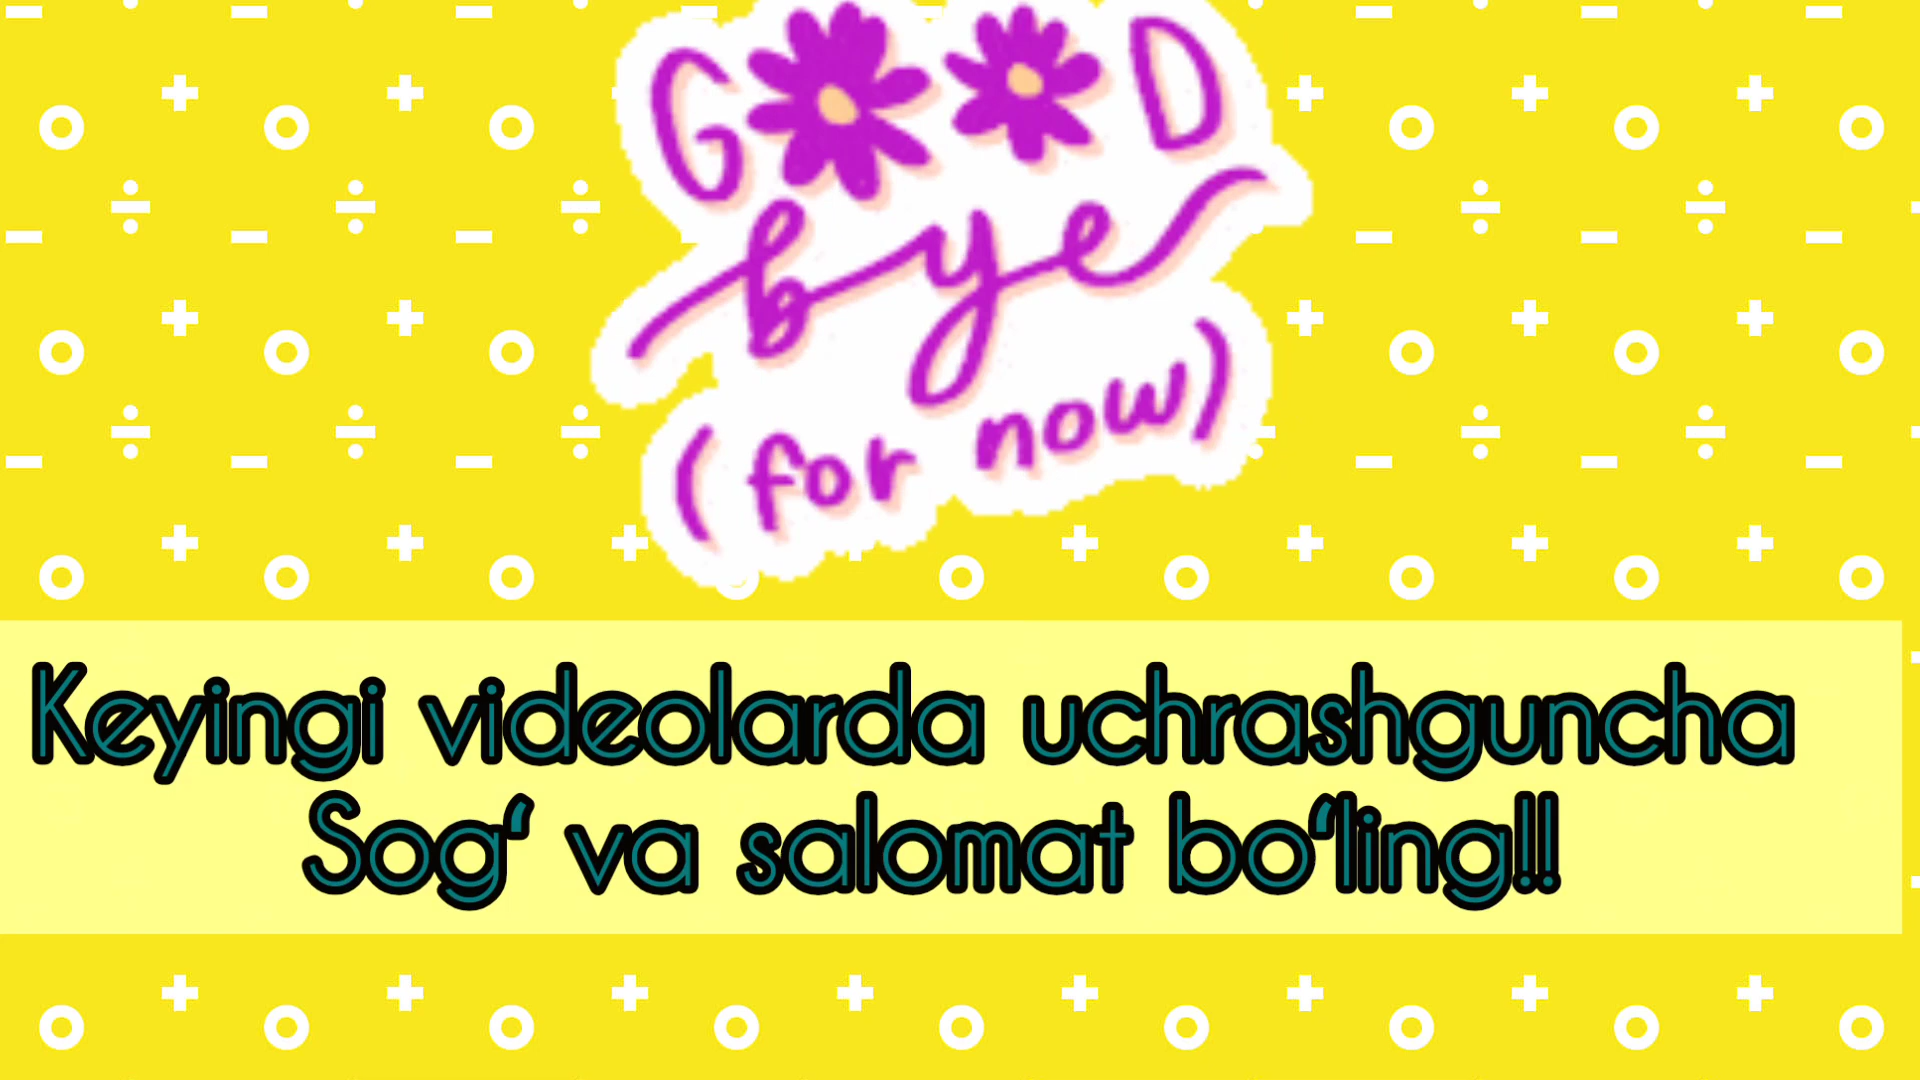 GOOD
bye
(for now)
Keyingi videolarda uchrashguncha
Sog‘ va salomat bo‘ling!!